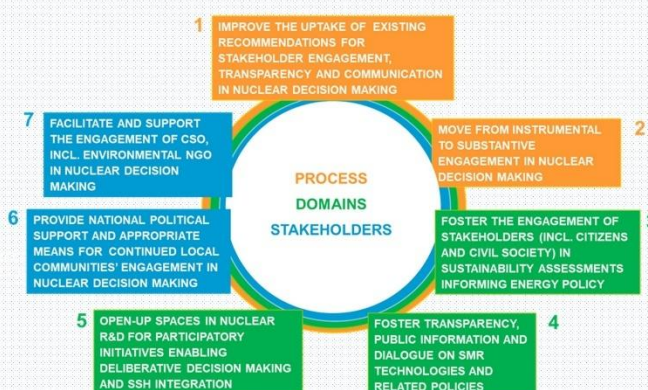 1
IMPROVE THE UPTAKE OF EXISTING
RECOMMENDATIONS FOR
STAKEHOLDER ENGAGEMENT,
TRANSPARENCY AND COMMUNICATION
IN NUCLEAR DECISION MAKING
2
MOVE FROM INSTRUMENTAL
TO SUBSTANTIVE
ENGAGEMENT IN NUCLEAR
DECISION MAKING
3
FOSTER THE ENGAGEMENT OF
STAKEHOLDERS (INCL. CITIZENS
AND CIVIL SOCIETY) IN
SUSTAINABILITY ASSESSMENTS
INFORMING ENERGY POLICY
4
FOSTER TRANSPARENCY,
PUBLIC INFORMATION AND
DIALOGUE ON SMR
TECHNOLOGIES AND
RELATED POLICIES
5
OPEN-UP SPACES IN NUCLEAR
R&D FOR PARTICIPATORY
INITIATIVES ENABLING
DELIBERATIVE DECISION MAKING
AND SSH INTEGRATION
6
PROVIDE NATIONAL POLITICAL
SUPPORT AND APPROPRIATE
MEANS FOR CONTINUED LOCAL
COMMUNITIES' ENGAGEMENT IN
NUCLEAR DECISION MAKING
7
FACILITATE AND SUPPORT
THE ENGAGEMENT OF CSO,
INCL. ENVIRONMENTAL NGO
IN NUCLEAR DECISION
MAKING
PROCESS
DOMAINS
STAKEHOLDERS